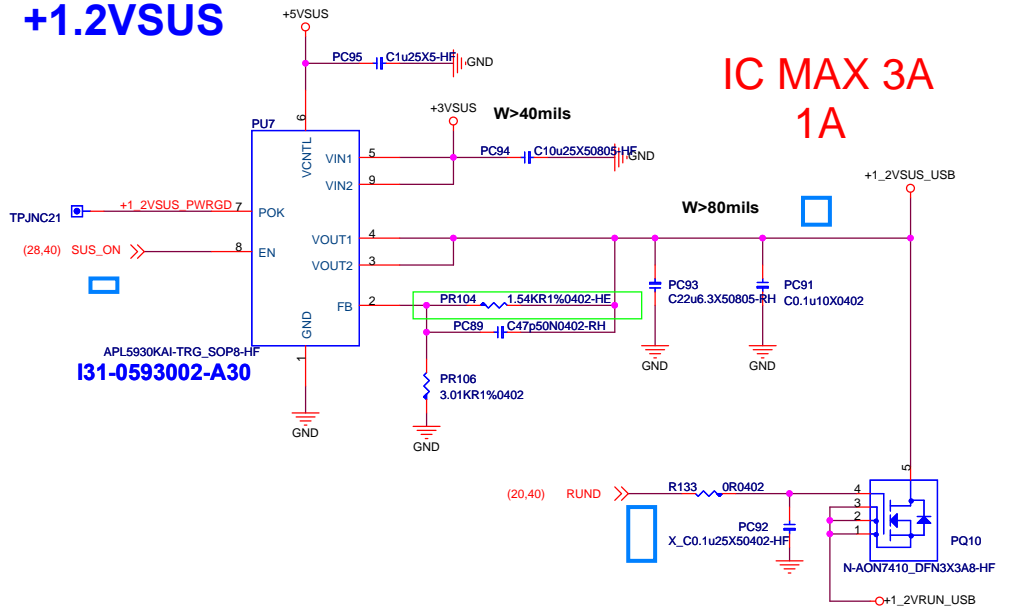 +1.2VSUS
+5VSUS
PC95 C1u25X5-HF
GND
IC MAX 3A
1A
+3VSUS
W>40mils
PU7
6
VCNTL
VIN1 5
PC94 C10u25X50805-HF
GND
VIN2 9
+1_2VSUS_USB
W>80mils
TPJNC21
+1_2VSUS_PWRGD 7 POK
(28,40) SUS_ON 8 EN
VOUT1 4
VOUT2 3
FB 2
PR104 1.54KR1%0402-HE
PC89 C47p50N0402-RH
PC93
C22u6.3X50805-RH
PC91
C0.1u10X0402
GND
1
GND
GND
APL5930KAI-TRG_SOP8-HF
I31-0593002-A30
PR106
3.01KR1%0402
GND
GND
5
(20,40) RUND
R133 0R0402
4
3
2
1
PC92
X_C0.1u25X50402-HF
PQ10
N-AON7410_DFN3X3A8-HF
+1_2VRUN_USB